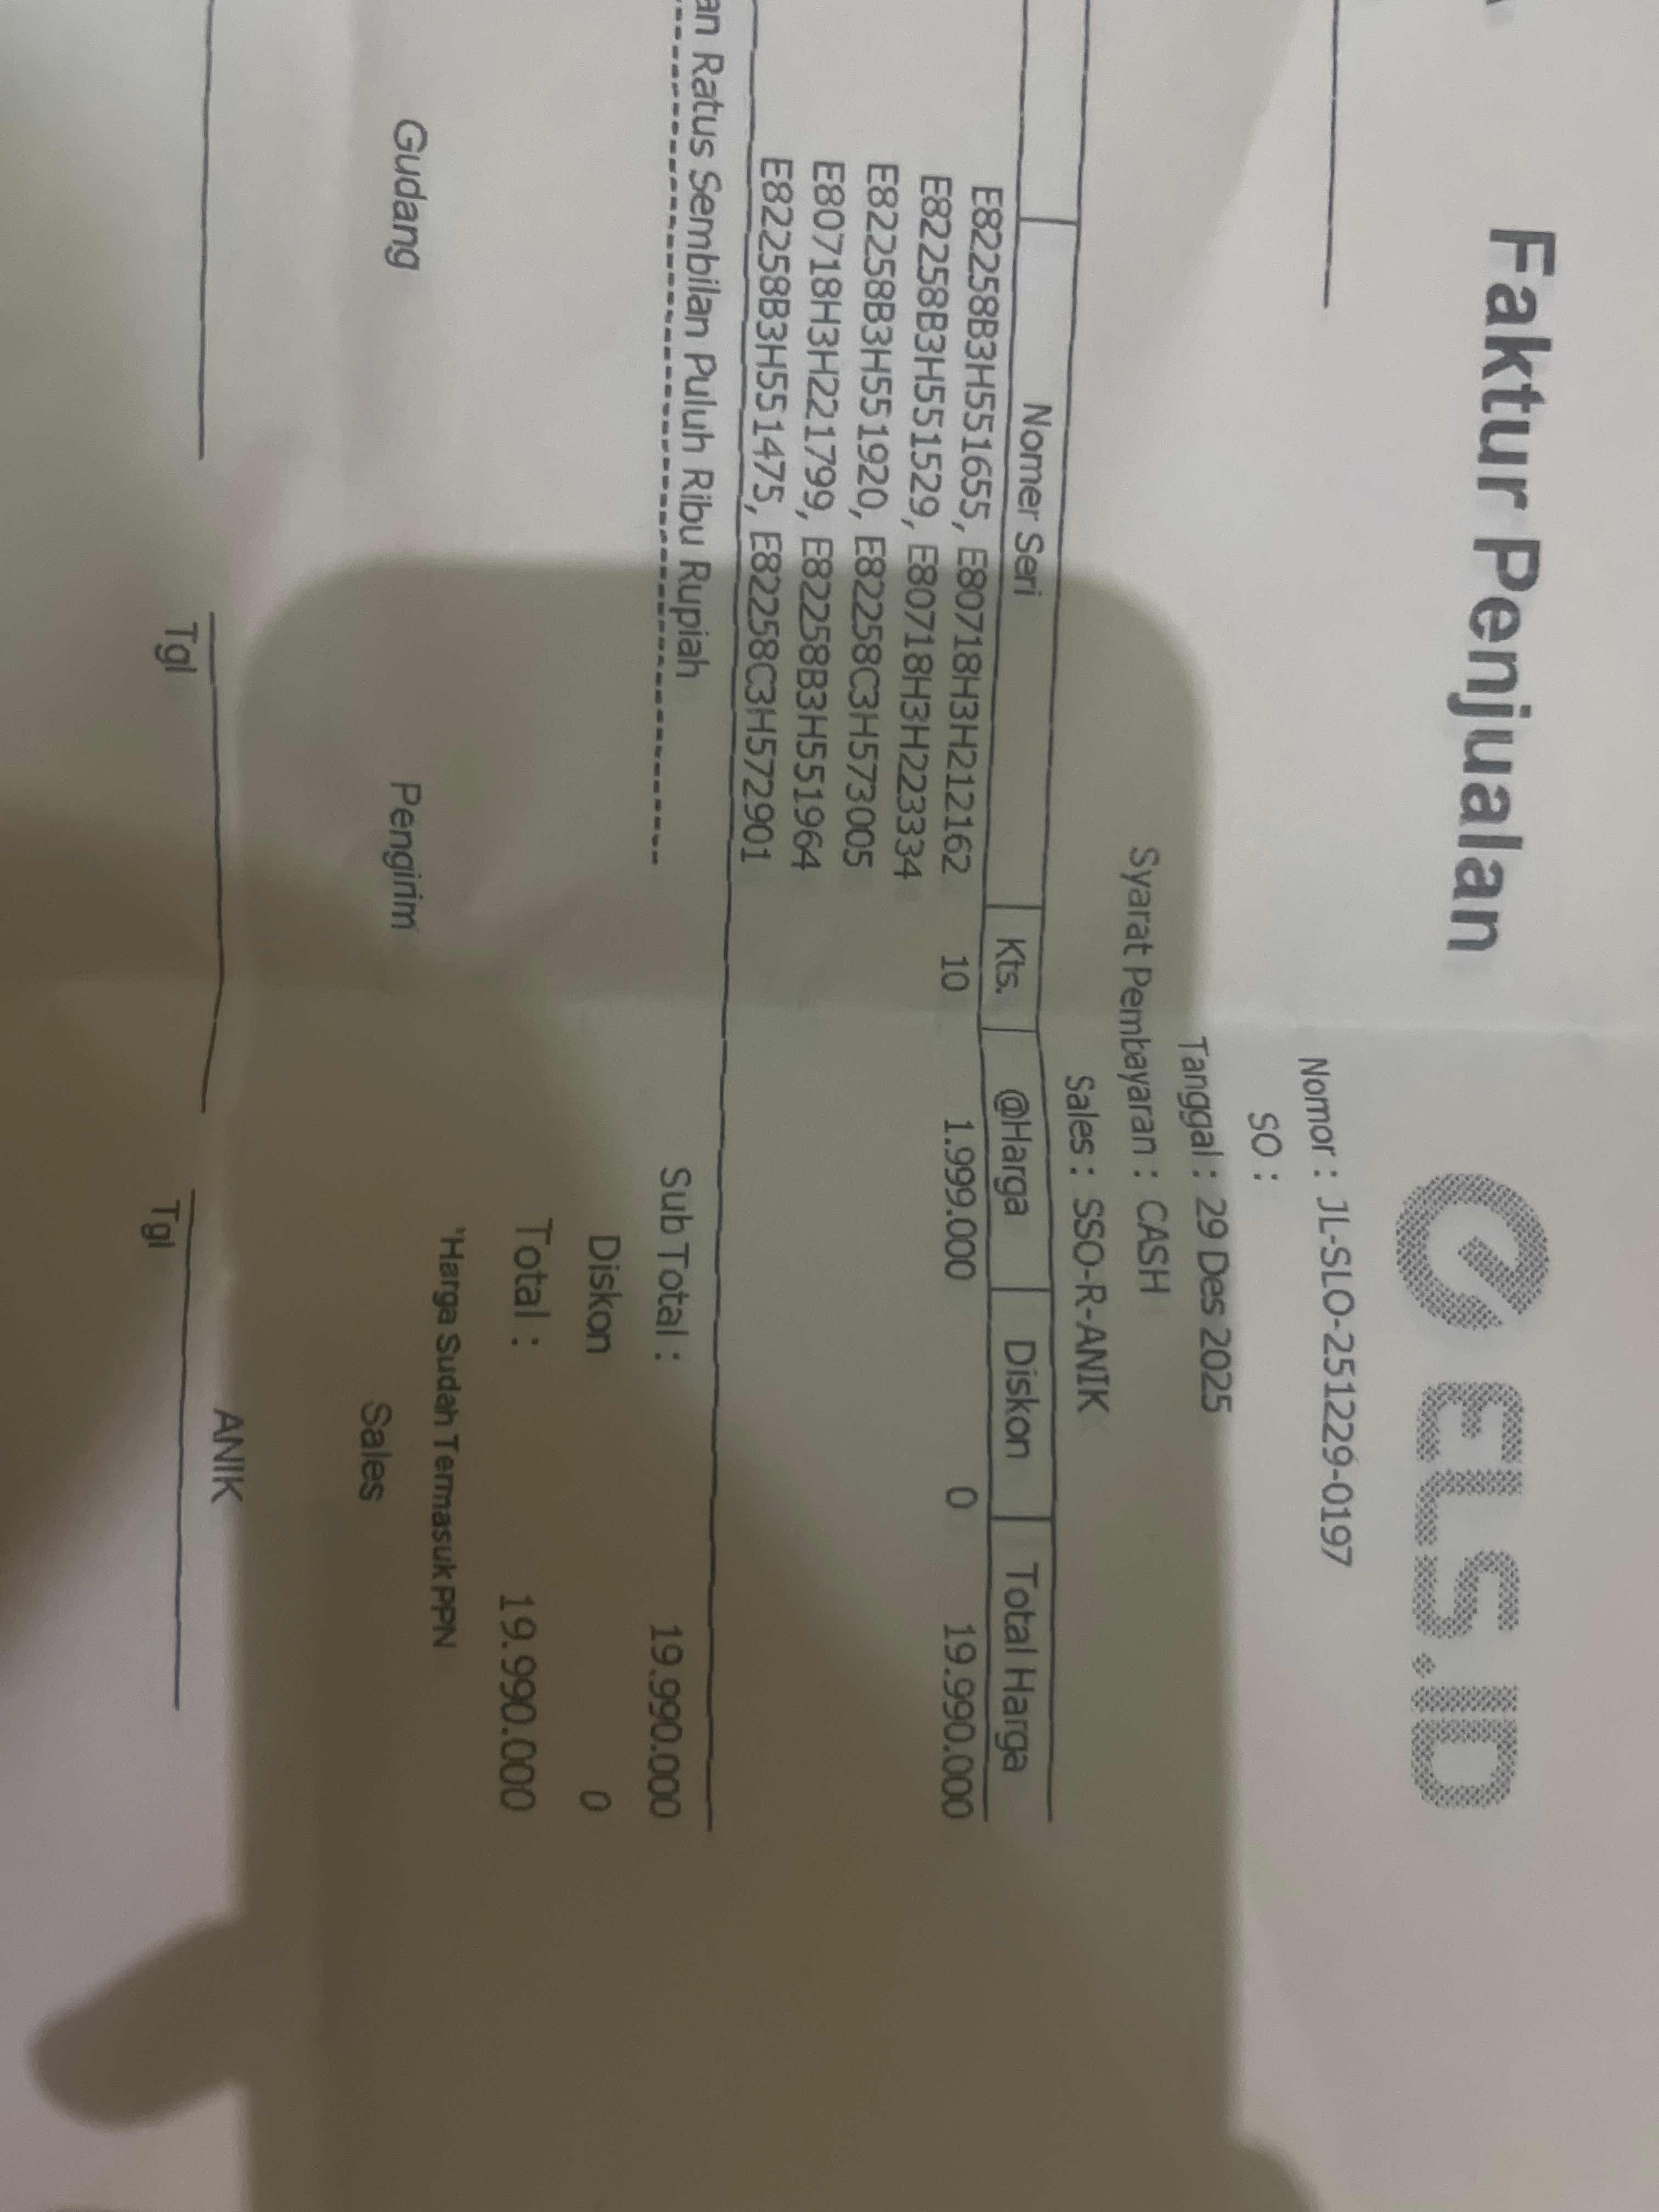 Faktur Penjualan
ELS.ID
Nomor : JL-SLO-251229-0197
SO :
Tanggal : 29 Des 2025
Syarat Pembayaran : CASH
Sales : SSO-R-ANIK
Nomer Seri Kts. @Harga Diskon Total Harga
E82258B3H551655, E80718H3H212162 10 1.999.000 0 19.990.000
E82258B3H551529, E80718H3H223334
E82258B3H551920, E82258C3H573005
E80718H3H221799, E82258B3H551964
E82258B3H551475, E82258C3H572901
an Ratus Sembilan Puluh Ribu Rupiah
Sub Total : 19.990.000
Diskon 0
Total : 19.990.000
*Harga Sudah Termasuk PPN
Gudang Pengirim Sales
ANIK
Tgl Tgl